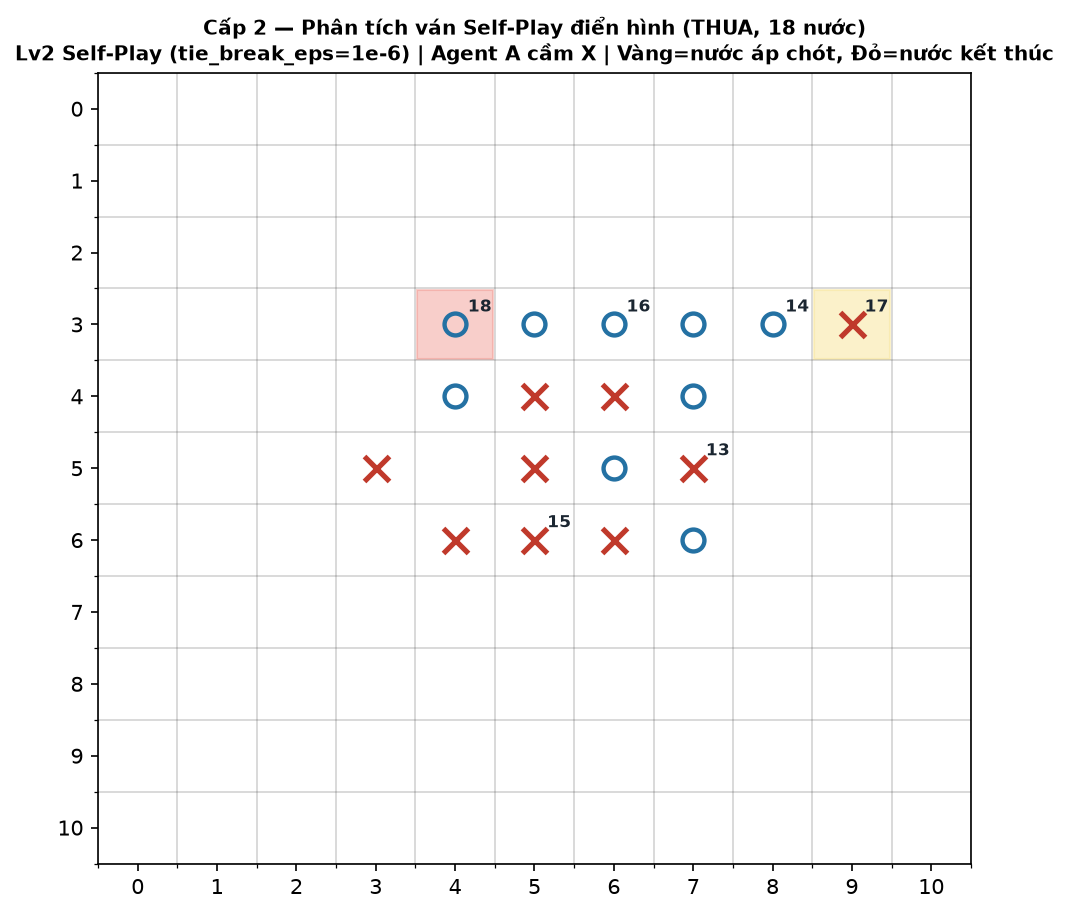 Cấp 2 — Phân tích ván Self-Play điển hình (THUA, 18 nước)
Lv2 Self-Play (tie_break_eps=1e-6) | Agent A cầm X | Vàng=nước áp chót, Đỏ=nước kết thúc
0
1
2
3 18 16 14 17
4
5 13
6 15
7
8
9
10
0 1 2 3 4 5 6 7 8 9 10